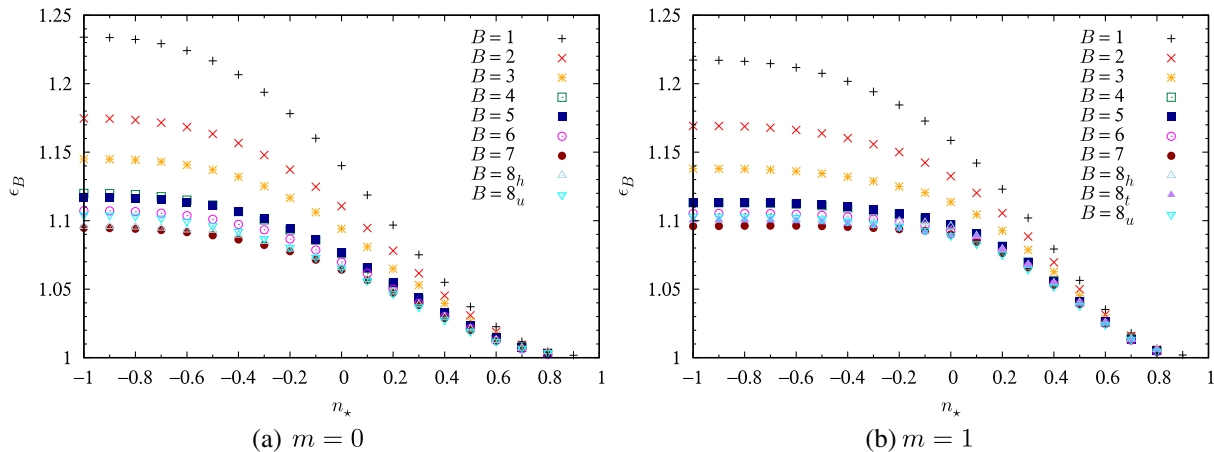 1.25
1.2
1.15
1.1
1.05
1
ϵ_B
B = 1
B = 2
B = 3
B = 4
B = 5
B = 6
B = 7
B = 8_h
B = 8_u
−1 −0.8 −0.6 −0.4 −0.2 0 0.2 0.4 0.6 0.8 1
n_⋆
(a) m = 0
1.25
1.2
1.15
1.1
1.05
1
ϵ_B
B = 1
B = 2
B = 3
B = 4
B = 5
B = 6
B = 7
B = 8_h
B = 8_t
B = 8_u
−1 −0.8 −0.6 −0.4 −0.2 0 0.2 0.4 0.6 0.8 1
n_⋆
(b) m = 1